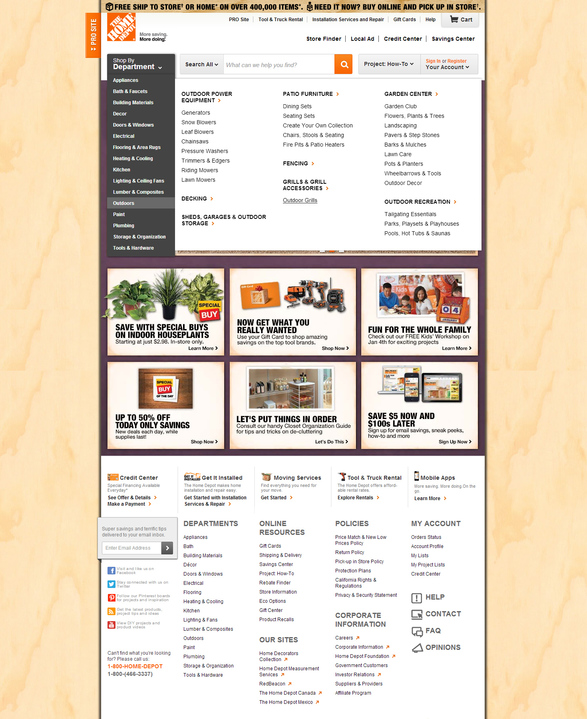 FREE SHIP TO STORE† OR HOME* ON OVER 400,000 ITEMS*. NEED IT NOW? BUY ONLINE AND PICK UP IN STORE*.
PRO SITE
THE HOME DEPOT
More saving.
More doing.
PRO Site | Tool & Truck Rental | Installation Services and Repair | Gift Cards | Help
Cart
Store Finder | Local Ad | Credit Center | Savings Center
Shop By
Department
Search All
What can we help you find?
Project: How-To
Sign In or Register
Your Account
Appliances
Bath & Faucets
Building Materials
Decor
Doors & Windows
Electrical
Flooring & Area Rugs
Heating & Cooling
Kitchen
Lighting & Ceiling Fans
Lumber & Composites
Outdoors
Paint
Plumbing
Storage & Organization
Tools & Hardware
OUTDOOR POWER
EQUIPMENT
Generators
Snow Blowers
Leaf Blowers
Chainsaws
Pressure Washers
Trimmers & Edgers
Riding Mowers
Lawn Mowers
DECKING
SHEDS, GARAGES & OUTDOOR
STORAGE
PATIO FURNITURE
Dining Sets
Seating Sets
Create Your Own Collection
Chairs, Stools & Seating
Fire Pits & Patio Heaters
FENCING
GRILLS & GRILL
ACCESSORIES
Outdoor Grills
GARDEN CENTER
Garden Club
Flowers, Plants & Trees
Landscaping
Pavers & Step Stones
Barks & Mulches
Lawn Care
Pots & Planters
Wheelbarrows & Tools
Outdoor Decor
OUTDOOR RECREATION
Tailgating Essentials
Parks, Playsets & Playhouses
Pools, Hot Tubs & Saunas
SPECIAL BUY
SAVE WITH SPECIAL BUYS
ON INDOOR HOUSEPLANTS
Starting at just $2.98. In-store only.
Learn More
NOW GET WHAT YOU
REALLY WANTED
Use your Gift Card to shop amazing
savings on the top tool brands.
Shop Now
JAN
04
FUN FOR THE WHOLE FAMILY
Check out our FREE Kids' Workshop on
Jan 4th for exciting projects
Learn More
SPECIAL BUY OF THE DAY
UP TO 50% OFF
TODAY ONLY SAVINGS
New deals each day, while
supplies last!
Shop Now
LET'S PUT THINGS IN ORDER
Consult our handy Closet Organization Guide
for tips and tricks on de-cluttering
Let's Do This
SAVE $5 NOW AND
$100s LATER
Sign up for email savings, sneak peeks,
how-to and more
Sign Up Now
Credit Center
Special Financing Available
Everyday*
See Offer & Details
Make a Payment
Get It Installed
The Home Depot makes home
installation and repair easy
Get Started with Installation
Services & Repair
Moving Services
Find everything you need for
your move.
Get Started
Tool & Truck Rental
The Home Depot offers afford-
able rental rates.
Explore Rentals
Mobile Apps
More saving. More doing. On the
go.
Learn More
Super savings and terrific tips
delivered to your email inbox.
Enter Email Address
Visit and like us on
Facebook
Stay connected with us on
Twitter
Follow our Pinterest boards
for projects and inspiration
Get the latest products,
project tips and ideas
View DIY projects and
product videos
Can't find what you're looking
for? Please call us:
1-800-HOME-DEPOT
1-800-(466-3337)
DEPARTMENTS
Appliances
Bath
Building Materials
Décor
Doors & Windows
Electrical
Flooring
Heating & Cooling
Kitchen
Lighting & Fans
Lumber & Composites
Outdoors
Paint
Plumbing
Storage & Organization
Tools & Hardware
ONLINE
RESOURCES
Gift Cards
Shipping & Delivery
Savings Center
Project: How-To
Rebate Finder
Store Information
Eco Options
Gift Center
Product Recalls
OUR SITES
Home Decorators
Collection
Home Depot Measurement
Services
RedBeacon
The Home Depot Canada
The Home Depot Mexico
POLICIES
Price Match & New Low
Prices Policy
Return Policy
Pick-up in Store Policy
Protection Plans
California Rights &
Regulations
Privacy & Security Statement
CORPORATE
INFORMATION
Careers
Corporate Information
Home Depot Foundation
Government Customers
Investor Relations
Suppliers & Providers
Affiliate Program
MY ACCOUNT
Orders Status
Account Profile
My Lists
My Project Lists
Credit Center
HELP
CONTACT
FAQ
OPINIONS